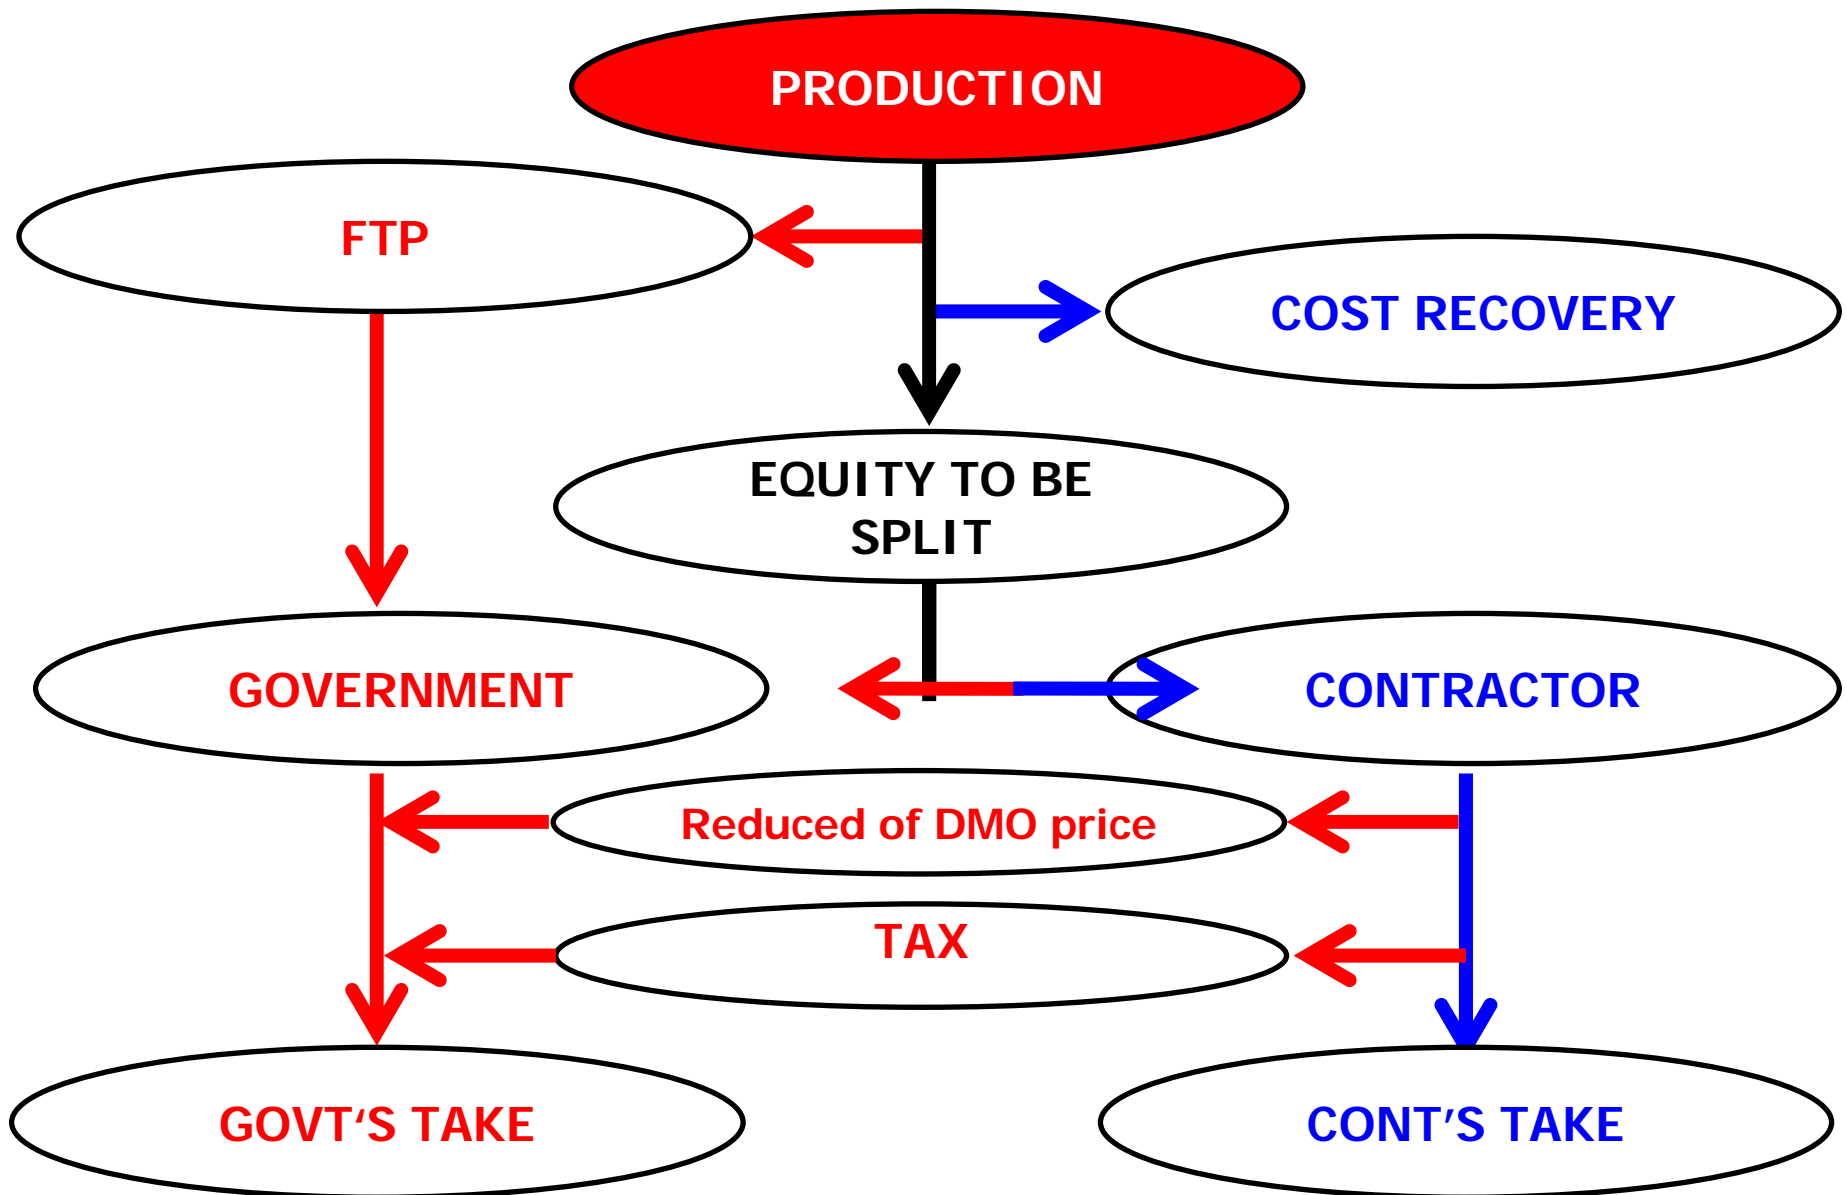 PRODUCTION
FTP
COST RECOVERY
EQUITY TO BE
SPLIT
GOVERNMENT
CONTRACTOR
Reduced of DMO price
TAX
GOVT‘S TAKE
CONT’S TAKE